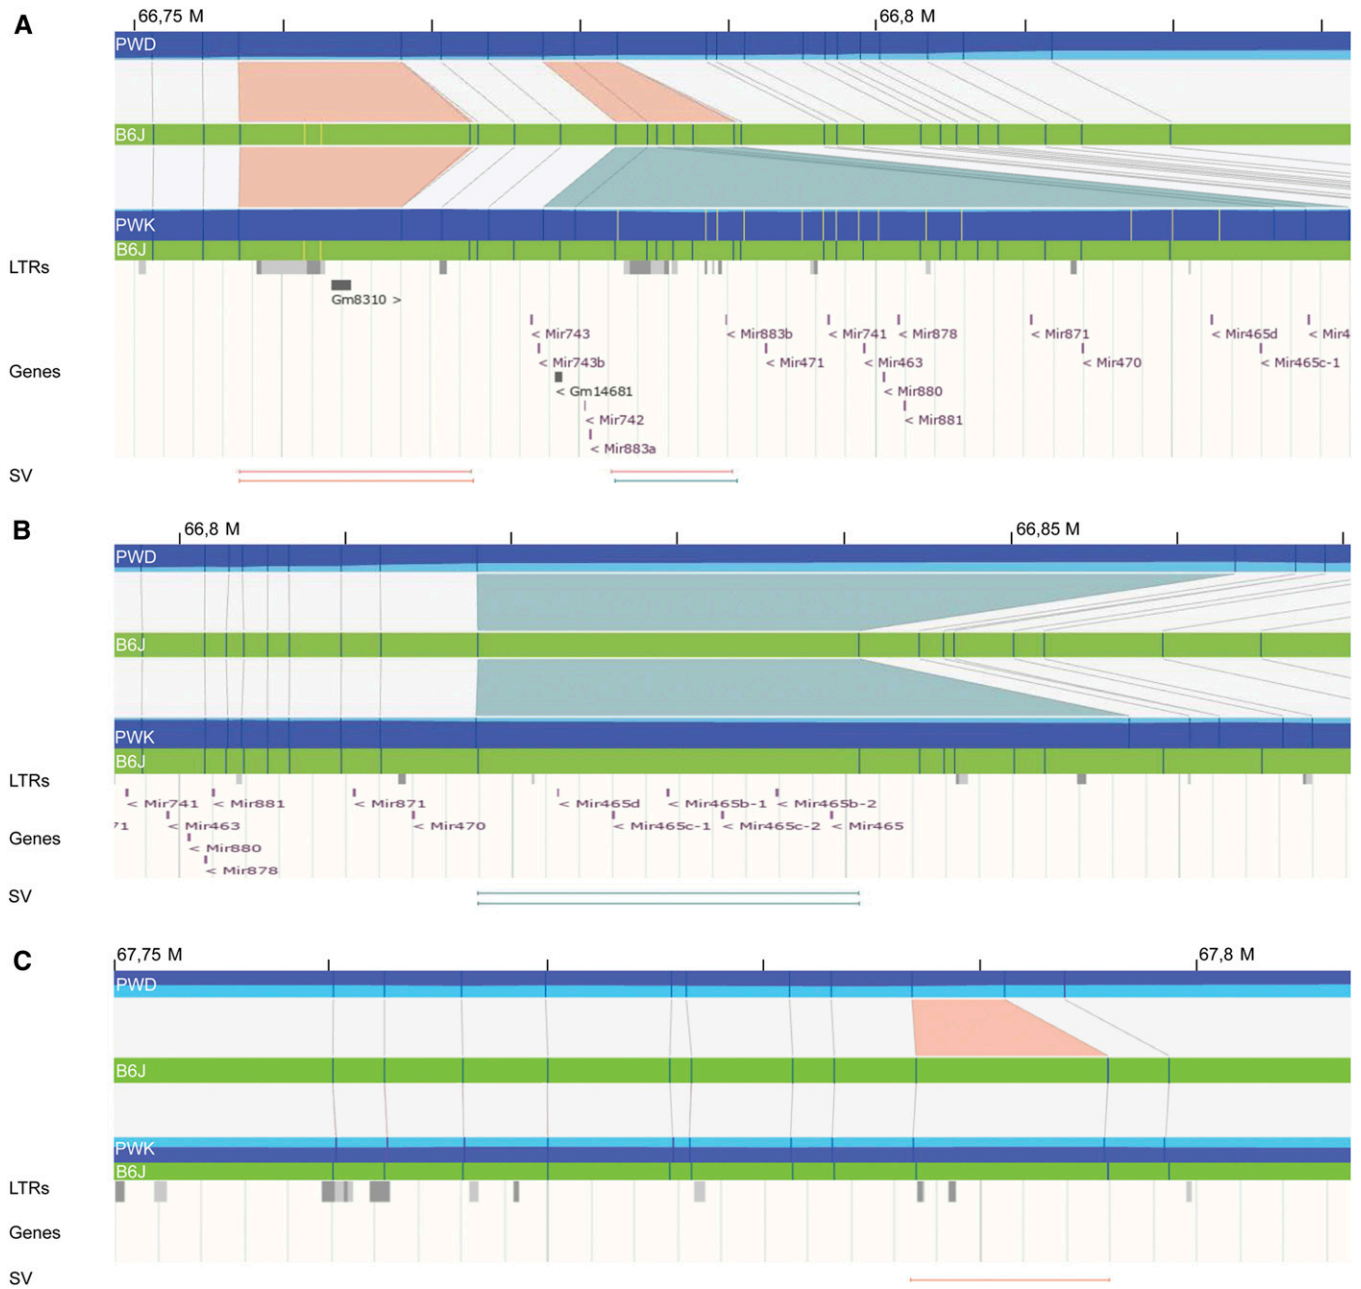 A
66,75 M 66,8 M
PWD
B6J
PWK
B6J
LTRs
Gm8310 >
< Mir743 < Mir883b < Mir741 < Mir878 < Mir871 < Mir465d < Mir4
< Mir743b < Mir471 < Mir463 < Mir470 < Mir465c-1
Genes
< Gm14681 < Mir880
< Mir742 < Mir881
< Mir883a
SV
B
66,8 M 66,85 M
PWD
B6J
PWK
B6J
LTRs
< Mir741 < Mir881 < Mir871 < Mir465d < Mir465b-1 < Mir465b-2
71 < Mir463 < Mir470 < Mir465c-1 < Mir465c-2 < Mir465
Genes
< Mir880
< Mir878
SV
C
67,75 M 67,8 M
PWD
B6J
PWK
B6J
LTRs
Genes
SV